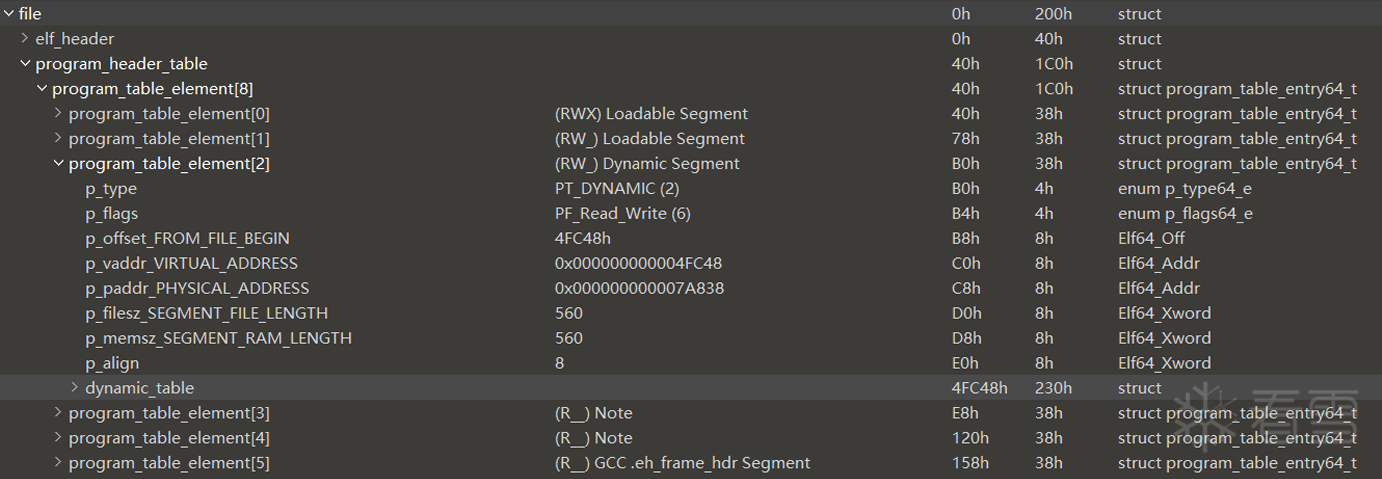 file 0h 200h struct
elf_header 0h 40h struct
program_header_table 40h 1C0h struct
program_table_element[8] 40h 1C0h struct program_table_entry64_t
program_table_element[0] (RWX) Loadable Segment 40h 38h struct program_table_entry64_t
program_table_element[1] (RW_) Loadable Segment 78h 38h struct program_table_entry64_t
program_table_element[2] (RW_) Dynamic Segment B0h 38h struct program_table_entry64_t
p_type PT_DYNAMIC (2) B0h 4h enum p_type64_e
p_flags PF_Read_Write (6) B4h 4h enum p_flags64_e
p_offset_FROM_FILE_BEGIN 4FC48h B8h 8h Elf64_Off
p_vaddr_VIRTUAL_ADDRESS 0x000000000004FC48 C0h 8h Elf64_Addr
p_paddr_PHYSICAL_ADDRESS 0x000000000007A838 C8h 8h Elf64_Addr
p_filesz_SEGMENT_FILE_LENGTH 560 D0h 8h Elf64_Xword
p_memsz_SEGMENT_RAM_LENGTH 560 D8h 8h Elf64_Xword
p_align 8 E0h 8h Elf64_Xword
dynamic_table 4FC48h 230h struct
program_table_element[3] (R__) Note E8h 38h struct program_table_entry64_t
program_table_element[4] (R__) Note 120h 38h struct program_table_entry64_t
program_table_element[5] (R__) GCC .eh_frame_hdr Segment 158h 38h struct program_table_entry64_t
看雪